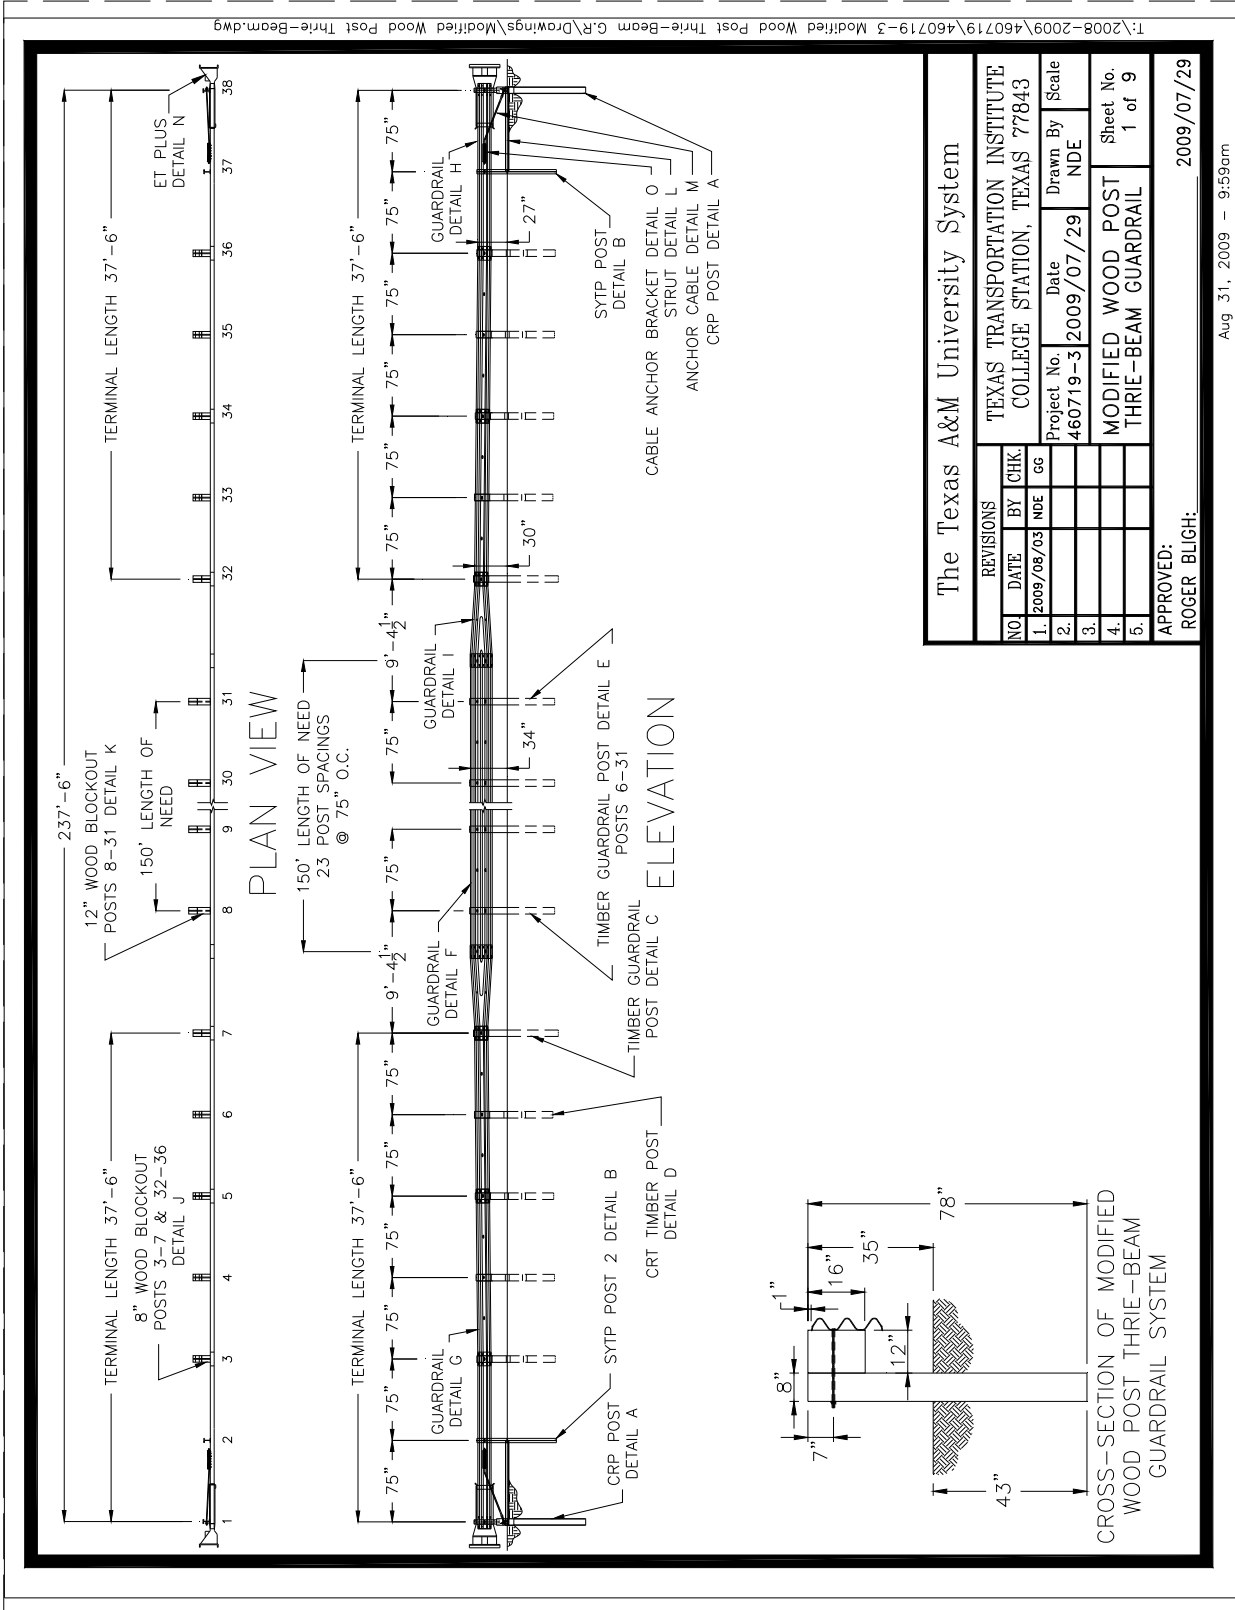 T:\2008-2009\460719\460719-3 Modified Wood Post Thrie-Beam G.R\Drawings\Modified Wood Post Thrie-Beam.dwg
237'-6"
TERMINAL LENGTH 37'-6"
8" WOOD BLOCKOUT
POSTS 3-7 & 32-36
DETAIL J
12" WOOD BLOCKOUT
POSTS 8-31 DETAIL K
150' LENGTH OF
NEED
TERMINAL LENGTH 37'-6"
ET PLUS
DETAIL N
1
2
3
4
5
6
7
8
9
30
31
32
33
34
35
36
37
38
PLAN VIEW
150' LENGTH OF NEED
23 POST SPACINGS
@ 75" O.C.
TERMINAL LENGTH 37'-6"
TERMINAL LENGTH 37'-6"
75"
75"
75"
75"
75"
75"
9'-4 1/2"
75"
75"
9'-4 1/2"
75"
75"
75"
75"
75"
75"
GUARDRAIL
DETAIL G
GUARDRAIL
DETAIL F
GUARDRAIL
DETAIL I
GUARDRAIL
DETAIL H
34"
30"
27"
CRP POST
DETAIL A
SYTP POST 2 DETAIL B
CRT TIMBER POST
DETAIL D
TIMBER GUARDRAIL
POST DETAIL C
TIMBER GUARDRAIL POST DETAIL E
POSTS 6-31
SYTP POST
DETAIL B
CABLE ANCHOR BRACKET DETAIL O
STRUT DETAIL L
ANCHOR CABLE DETAIL M
CRP POST DETAIL A
ELEVATION
8"
1"
7"
16"
12"
35"
43"
78"
CROSS-SECTION OF MODIFIED
WOOD POST THRIE-BEAM
GUARDRAIL SYSTEM
The Texas A&M University System
REVISIONS
NO. DATE BY CHK.
1. 2009/08/03 NDE GG
2.
3.
4.
5.
TEXAS TRANSPORTATION INSTITUTE
COLLEGE STATION, TEXAS 77843
Project No. Date Drawn By Scale
460719-3 2009/07/29 NDE
MODIFIED WOOD POST
THRIE-BEAM GUARDRAIL
Sheet No.
1 of 9
APPROVED:
ROGER BLIGH: 2009/07/29
Aug 31, 2009 - 9:59am